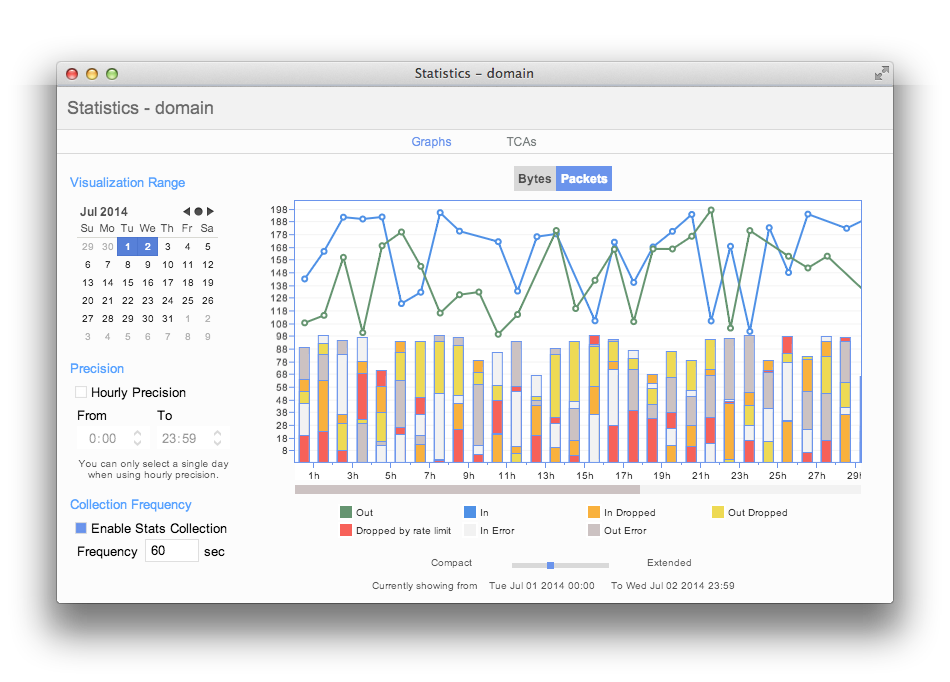 Statistics – domain
Statistics - domain
Graphs TCAs
Visualization Range
Jul 2014
Su Mo Tu We Th Fr Sa
29 30 1 2 3 4 5
6 7 8 9 10 11 12
13 14 15 16 17 18 19
20 21 22 23 24 25 26
27 28 29 30 31 1 2
3 4 5 6 7 8 9
Precision
Hourly Precision
From To
0:00 23:59
You can only select a single day
when using hourly precision.
Collection Frequency
Enable Stats Collection
Frequency 60 sec
Bytes Packets
198
188
178
168
158
148
138
128
118
108
98
88
78
68
58
48
38
28
18
8
1h 3h 5h 7h 9h 11h 13h 15h 17h 19h 21h 23h 25h 27h 29h
Out In In Dropped Out Dropped
Dropped by rate limit In Error Out Error
Compact Extended
Currently showing from Tue Jul 01 2014 00:00 To Wed Jul 02 2014 23:59